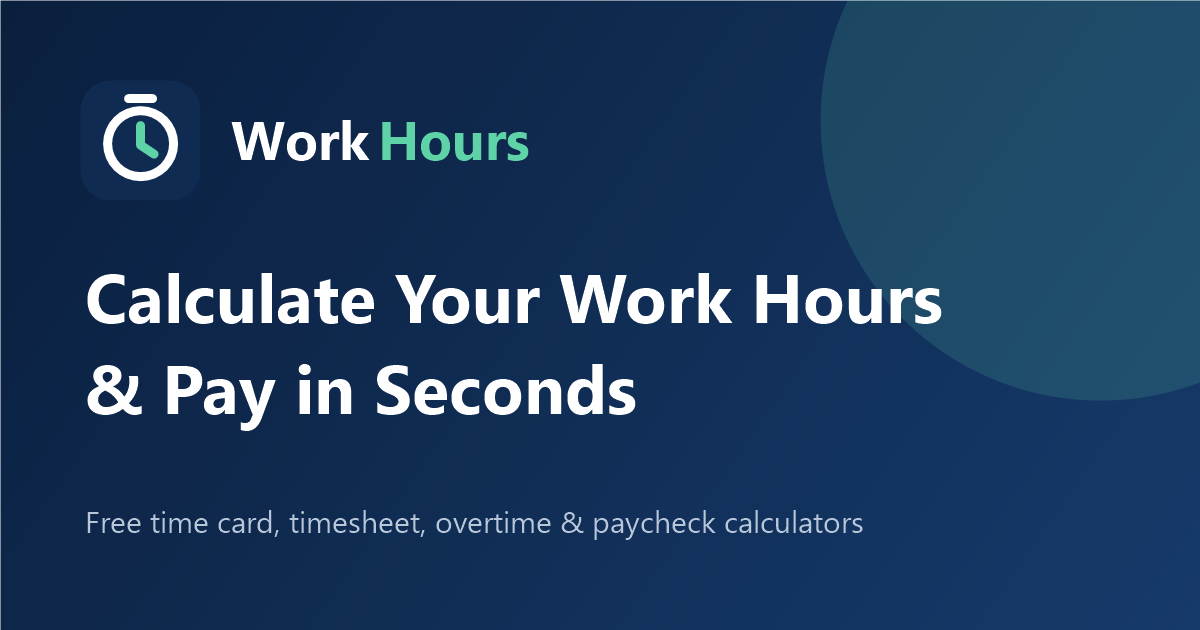 Work Hours
Calculate Your Work Hours
& Pay in Seconds
Free time card, timesheet, overtime & paycheck calculators